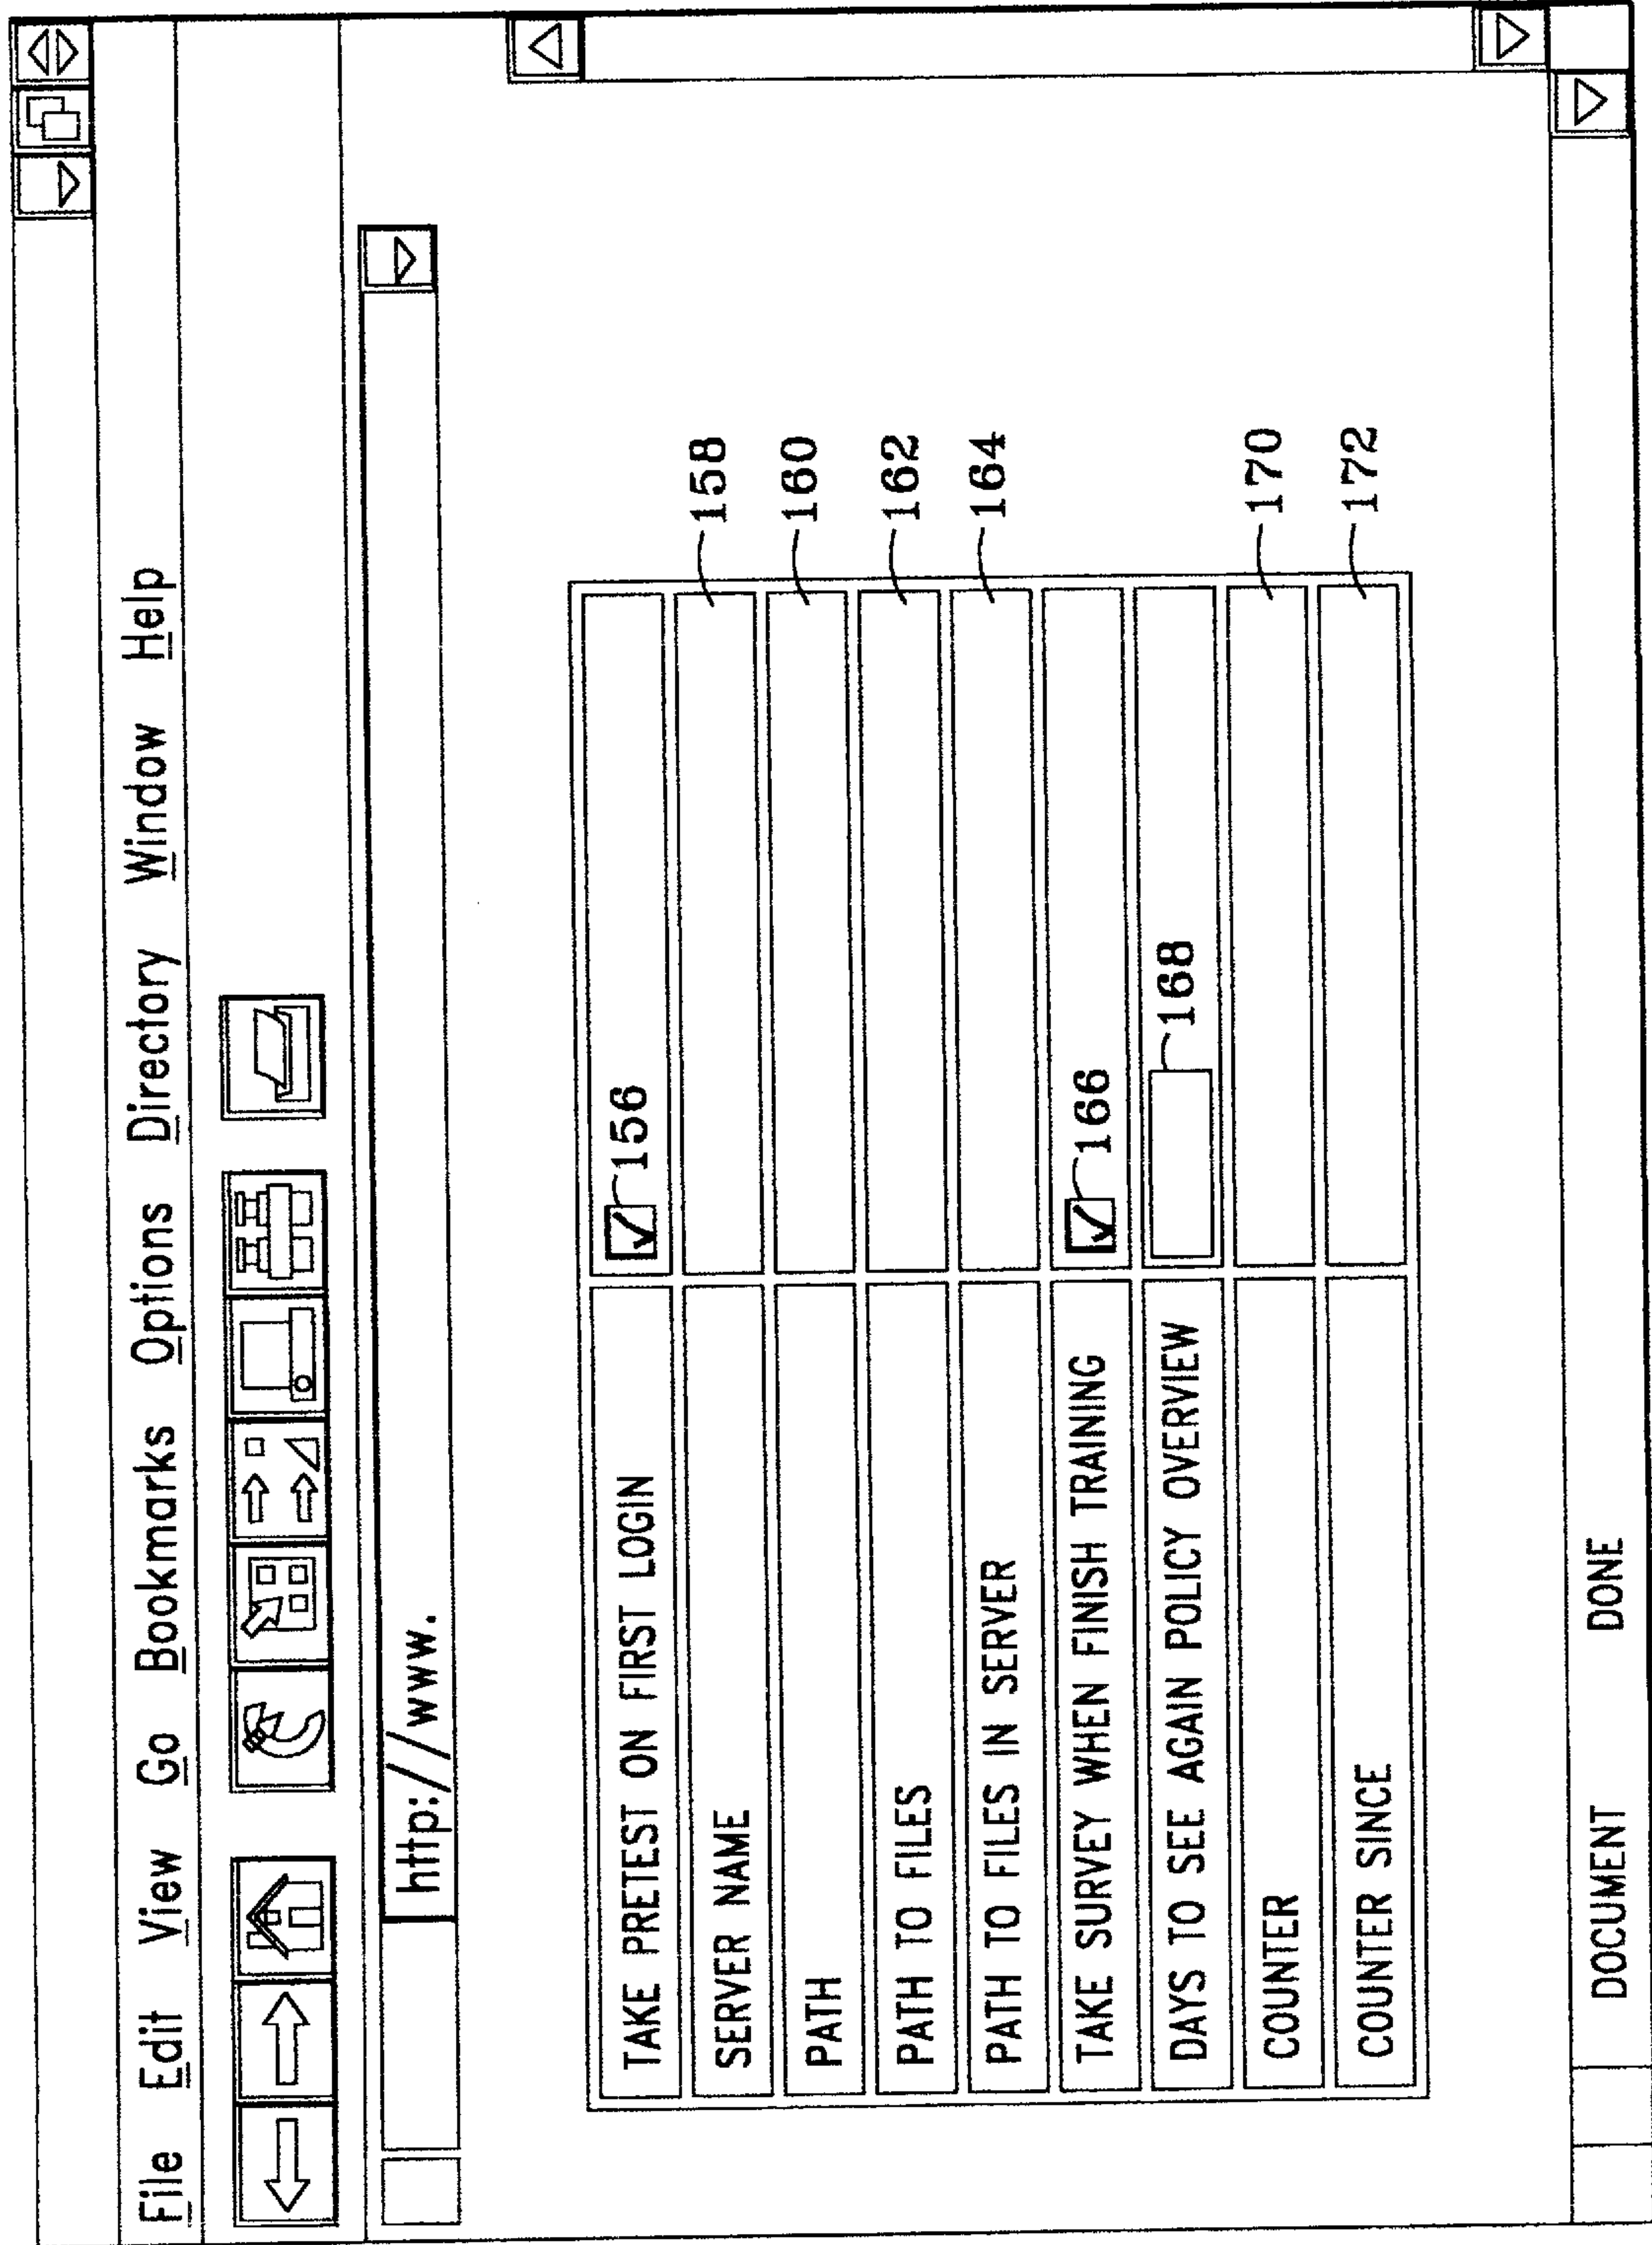 File Edit View Go Bookmarks Options Directory Window Help
http://www.
TAKE PRETEST ON FIRST LOGIN 156
SERVER NAME 158
PATH 160
PATH TO FILES 162
PATH TO FILES IN SERVER 164
TAKE SURVEY WHEN FINISH TRAINING 166
DAYS TO SEE AGAIN POLICY OVERVIEW 168
COUNTER 170
COUNTER SINCE 172
DOCUMENT DONE